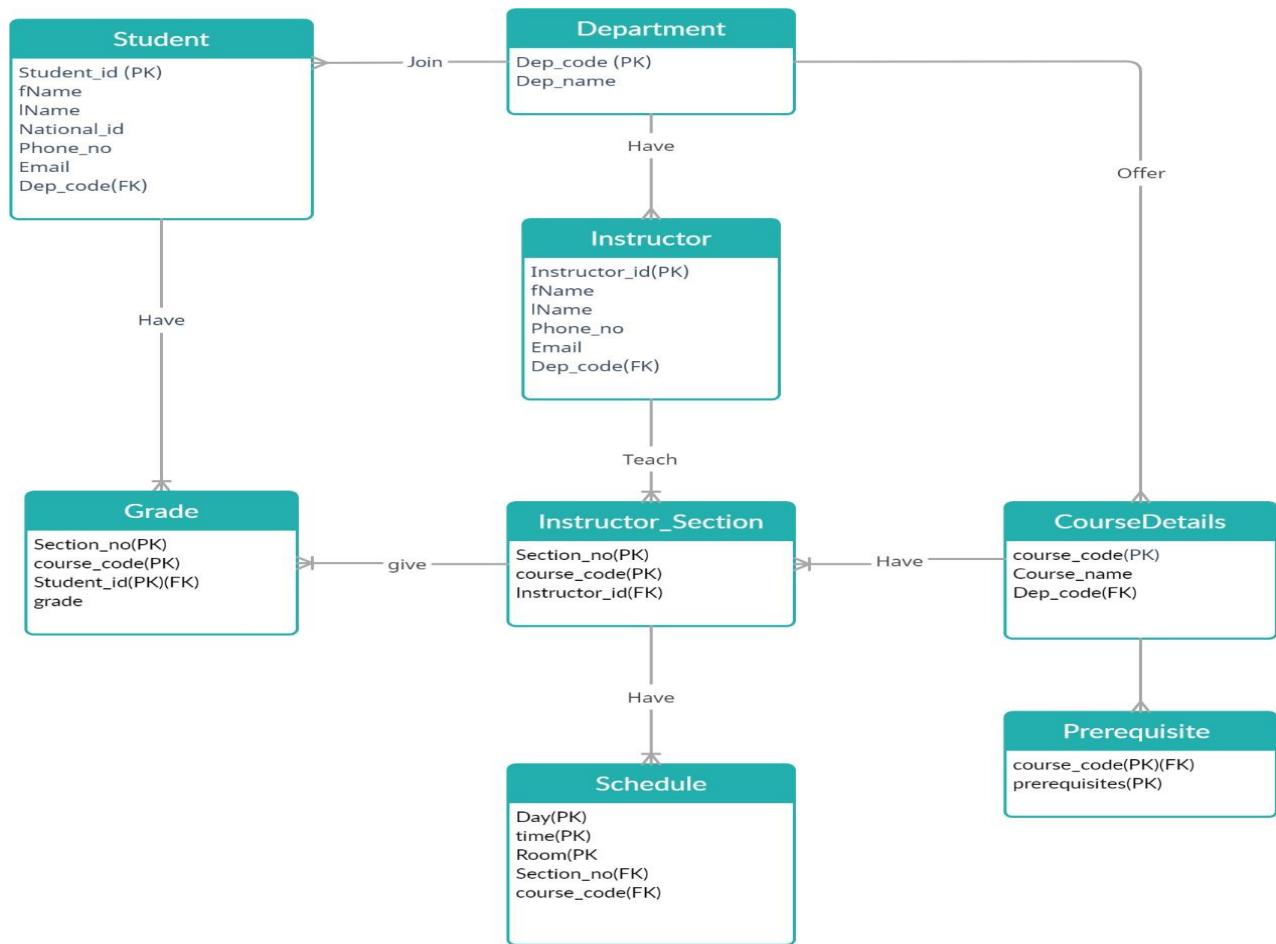 Student
Student_id (PK)
fName
lName
National_id
Phone_no
Email
Dep_code(FK)
Join
Department
Dep_code (PK)
Dep_name
Have
Offer
Instructor
Instructor_id(PK)
fName
lName
Phone_no
Email
Dep_code(FK)
Have
Teach
Grade
Section_no(PK)
course_code(PK)
Student_id(PK)(FK)
grade
give
Instructor_Section
Section_no(PK)
course_code(PK)
Instructor_id(FK)
Have
CourseDetails
course_code(PK)
Course_name
Dep_code(FK)
Have
Prerequisite
course_code(PK)(FK)
prerequisites(PK)
Schedule
Day(PK)
time(PK)
Room(PK
Section_no(FK)
course_code(FK)